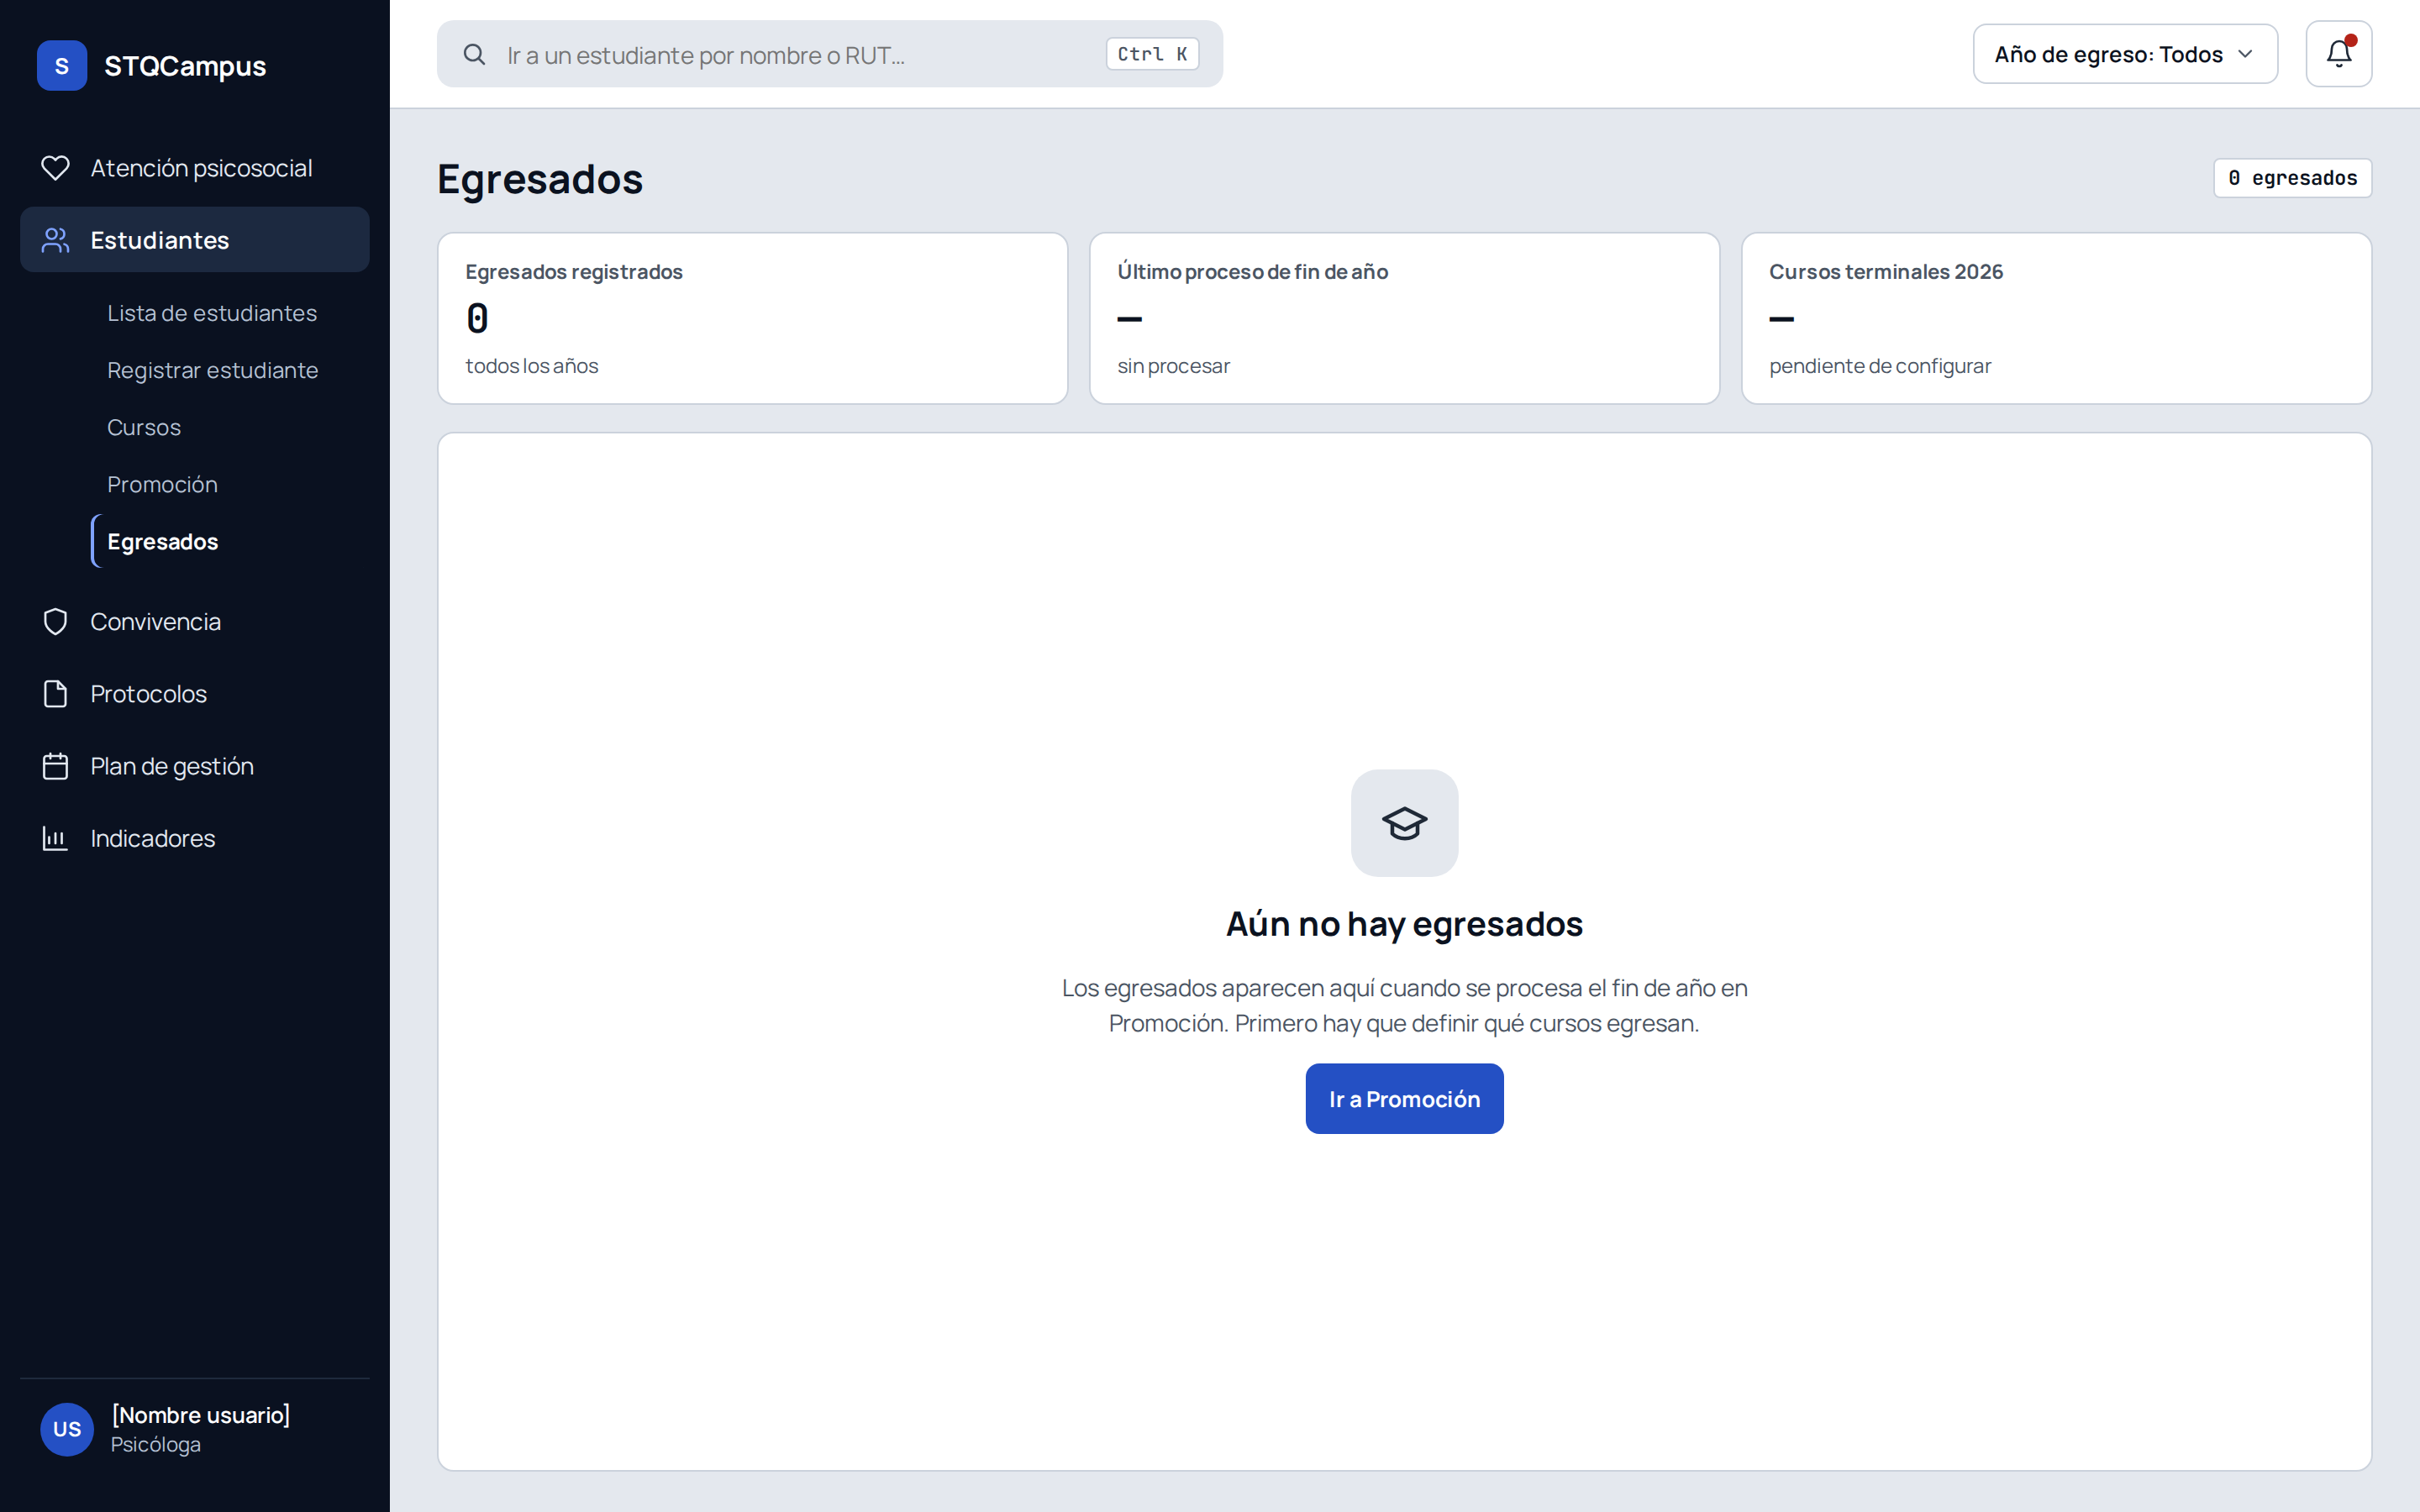 S
STQCampus
Atención psicosocial
Estudiantes
Lista de estudiantes
Registrar estudiante
Cursos
Promoción
Egresados
Convivencia
Protocolos
Plan de gestión
Indicadores
US
[Nombre usuario]
Psicóloga
Ir a un estudiante por nombre o RUT...
Ctrl K
Año de egreso: Todos
Egresados
0 egresados
Egresados registrados
0
todos los años
Último proceso de fin de año
—
sin procesar
Cursos terminales 2026
—
pendiente de configurar
Aún no hay egresados
Los egresados aparecen aquí cuando se procesa el fin de año en
Promoción. Primero hay que definir qué cursos egresan.
Ir a Promoción